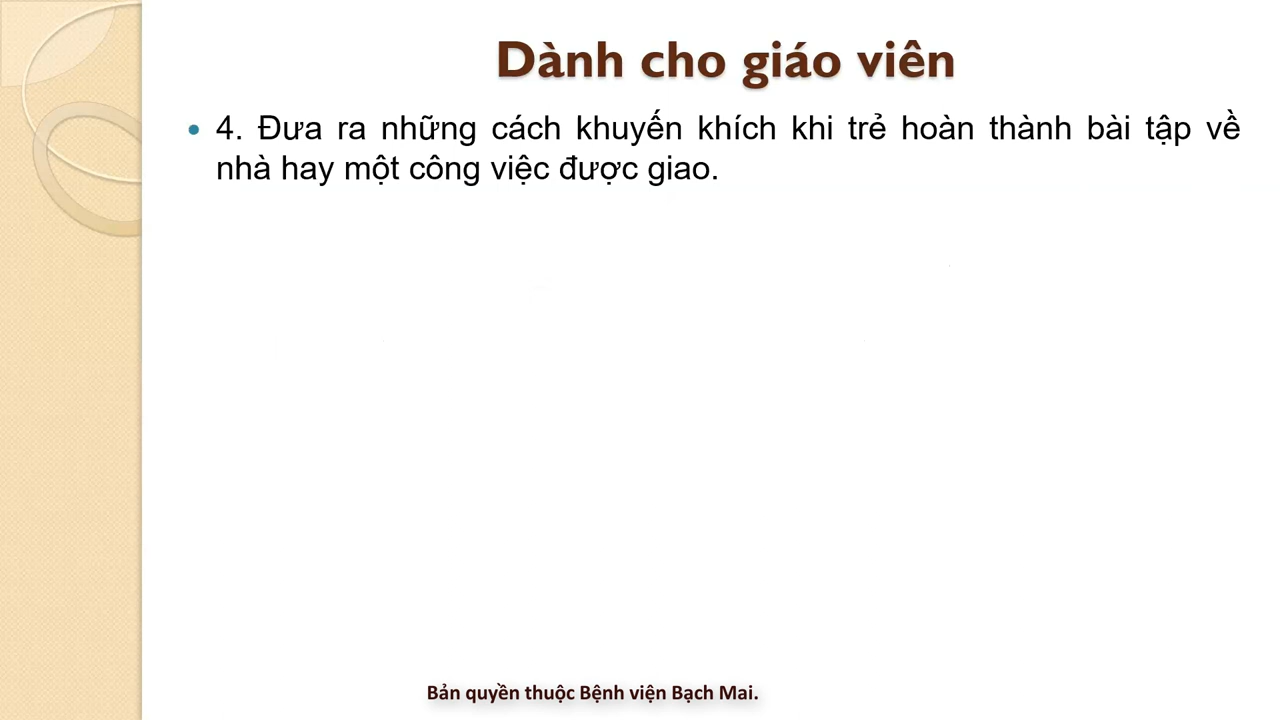 Dành cho giáo viên
• 4. Đưa ra những cách khuyến khích khi trẻ hoàn thành bài tập về
nhà hay một công việc được giao.
Bản quyền thuộc Bệnh viện Bạch Mai.